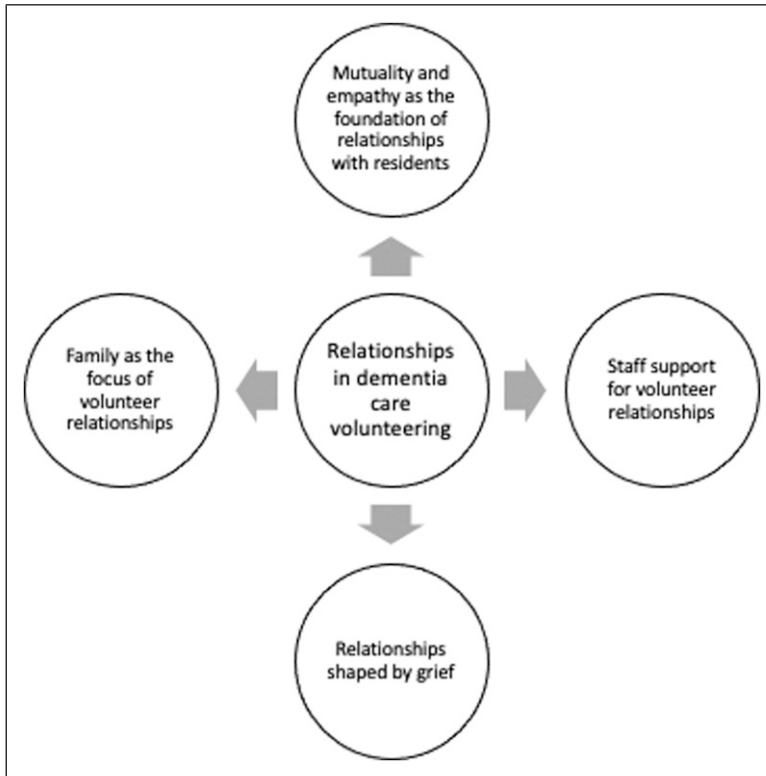 Mutuality and
empathy as the
foundation of
relationships
with residents
Family as the
focus of
volunteer
relationships
Relationships
in dementia
care
volunteering
Staff support
for volunteer
relationships
Relationships
shaped by grief